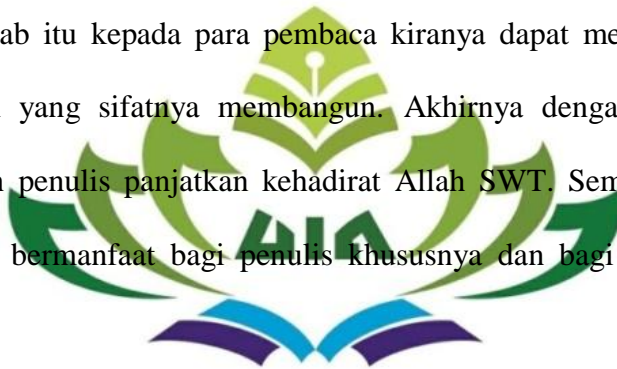 ab itu kepada para pembaca kiranya dapat me
yang sifatnya membangun. Akhirnya denga
penulis panjatkan kehadirat Allah SWT. Sem
bermanfaat bagi penulis khususnya dan bagi
UIN